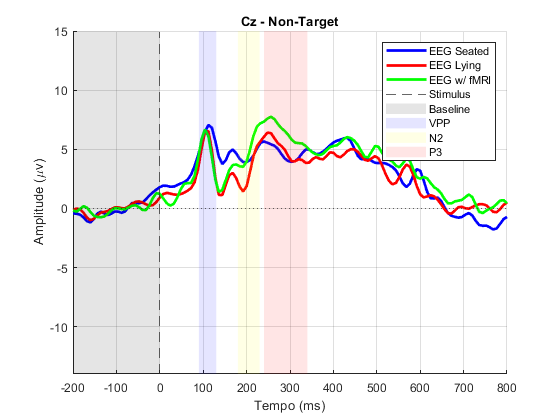 Cz - Non-Target
15
10
5
0
-5
-10
Amplitude (μv)
-200
-100
0
100
200
300
400
500
600
700
800
Tempo (ms)
EEG Seated
EEG Lying
EEG w/ fMRI
Stimulus
Baseline
VPP
N2
P3